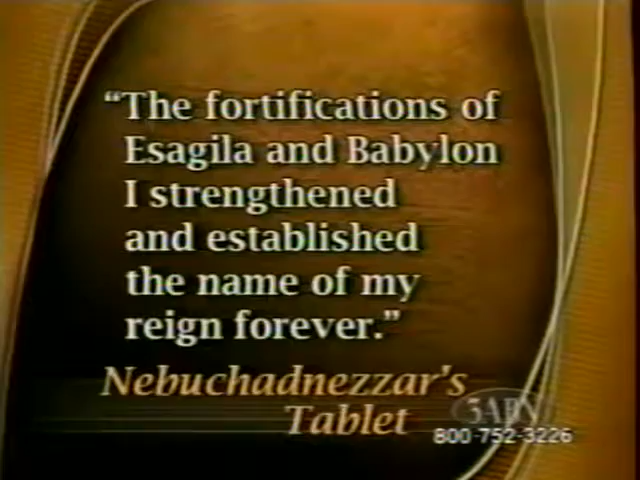 “The fortifications of
Esagila and Babylon
I strengthened
and established
the name of my
reign forever.”
Nebuchadnezzar's
Tablet
3ABN
800-752-3226